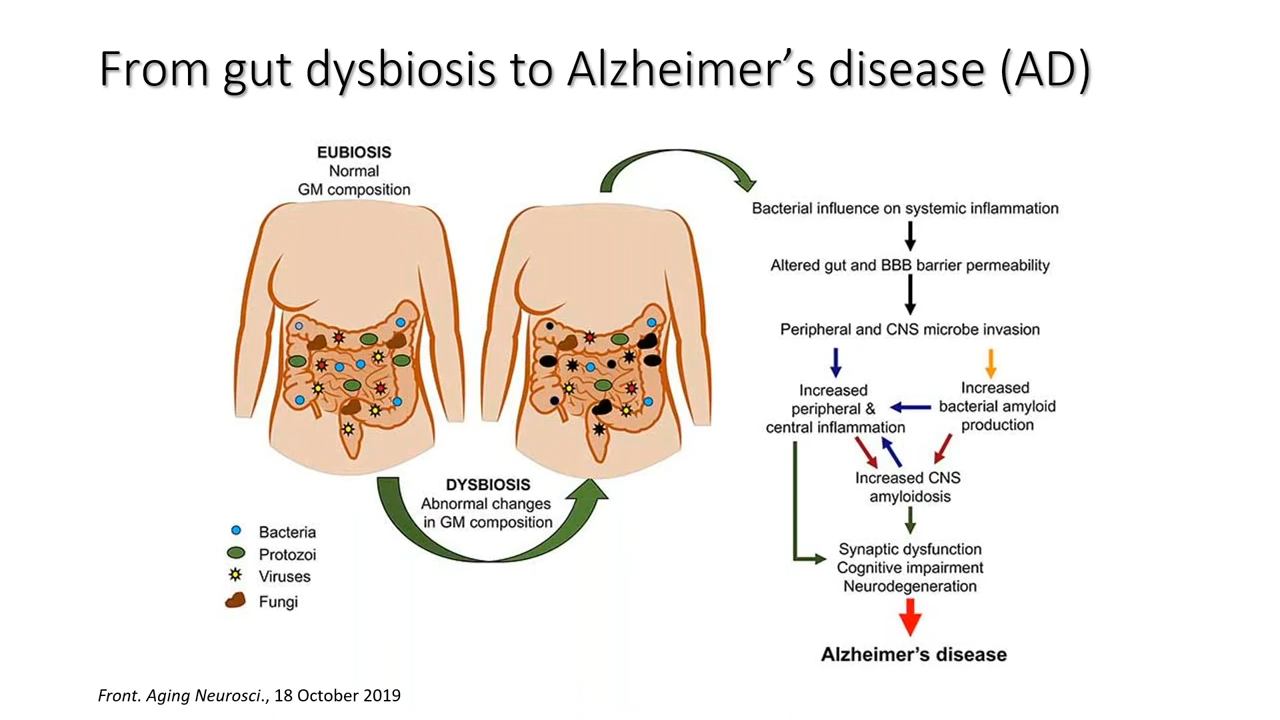 From gut dysbiosis to Alzheimer’s disease (AD)
EUBIOSIS
Normal
GM composition
DYSBIOSIS
Abnormal changes
in GM composition
Bacteria
Protozoi
Viruses
Fungi
Bacterial influence on systemic inflammation
Altered gut and BBB barrier permeability
Peripheral and CNS microbe invasion
Increased
peripheral &
central inflammation
Increased
bacterial amyloid
production
Increased CNS
amyloidosis
Synaptic dysfunction
Cognitive impairment
Neurodegeneration
Alzheimer’s disease
Front. Aging Neurosci., 18 October 2019